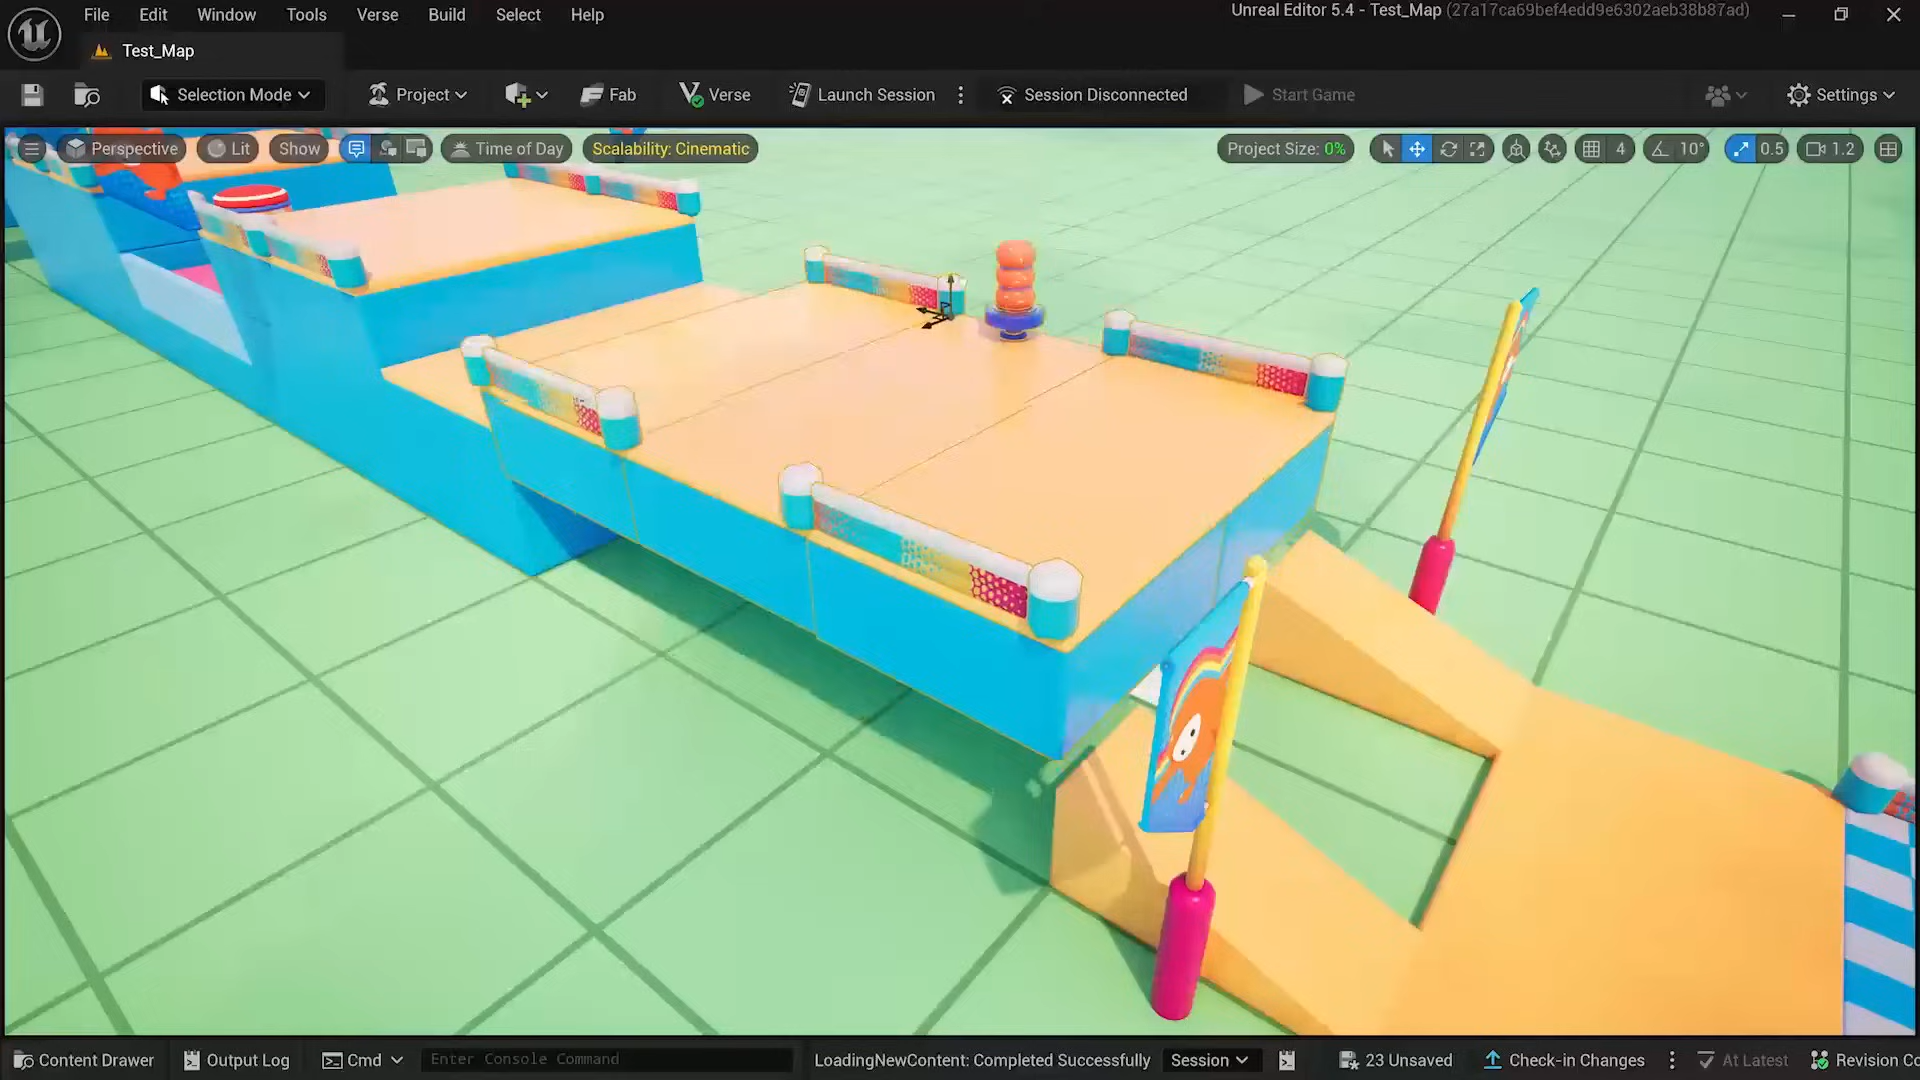 File Edit Window Tools Verse Build Select Help
Unreal Editor 5.4 - Test_Map (27a17ca69bef4edd9e6302aeb38b87ad)
Test_Map
Selection Mode Project Fab Verse Launch Session Session Disconnected Start Game Settings
Perspective Lit Show Time of Day Scalability: Cinematic Project Size: 0% 4 10° 0.5 1.2
Content Drawer Output Log Cmd Enter Console Command LoadingNewContent: Completed Successfully Session 23 Unsaved Check-in Changes At Latest Revision Co